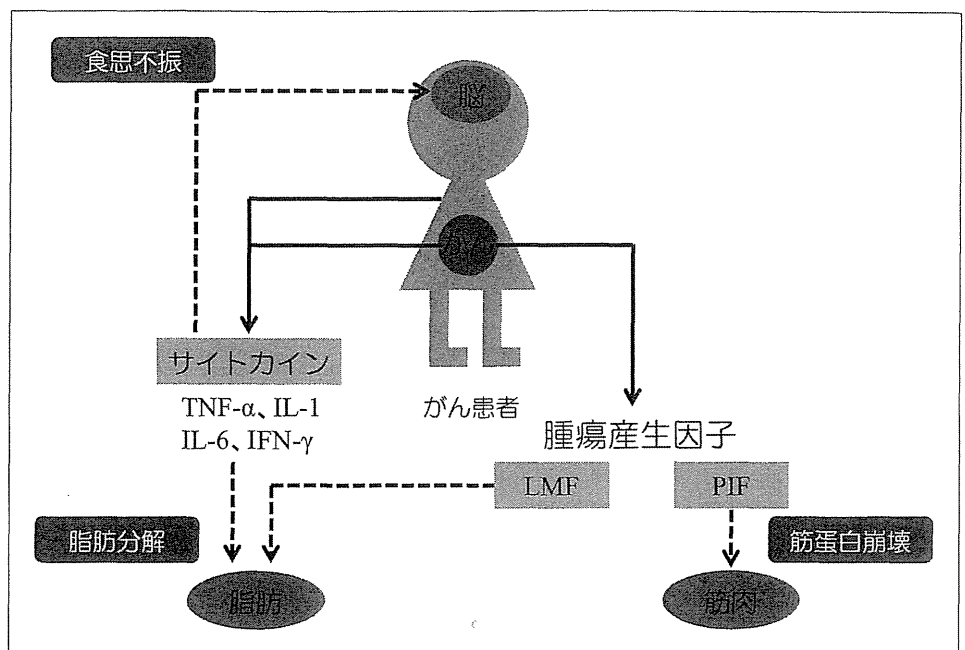 食思不振
脳
がん
サイトカイン
TNF-α、IL-1
IL-6、IFN-γ
がん患者
腫瘍産生因子
LMF
PIF
脂肪分解
筋蛋白崩壊
脂肪
筋肉